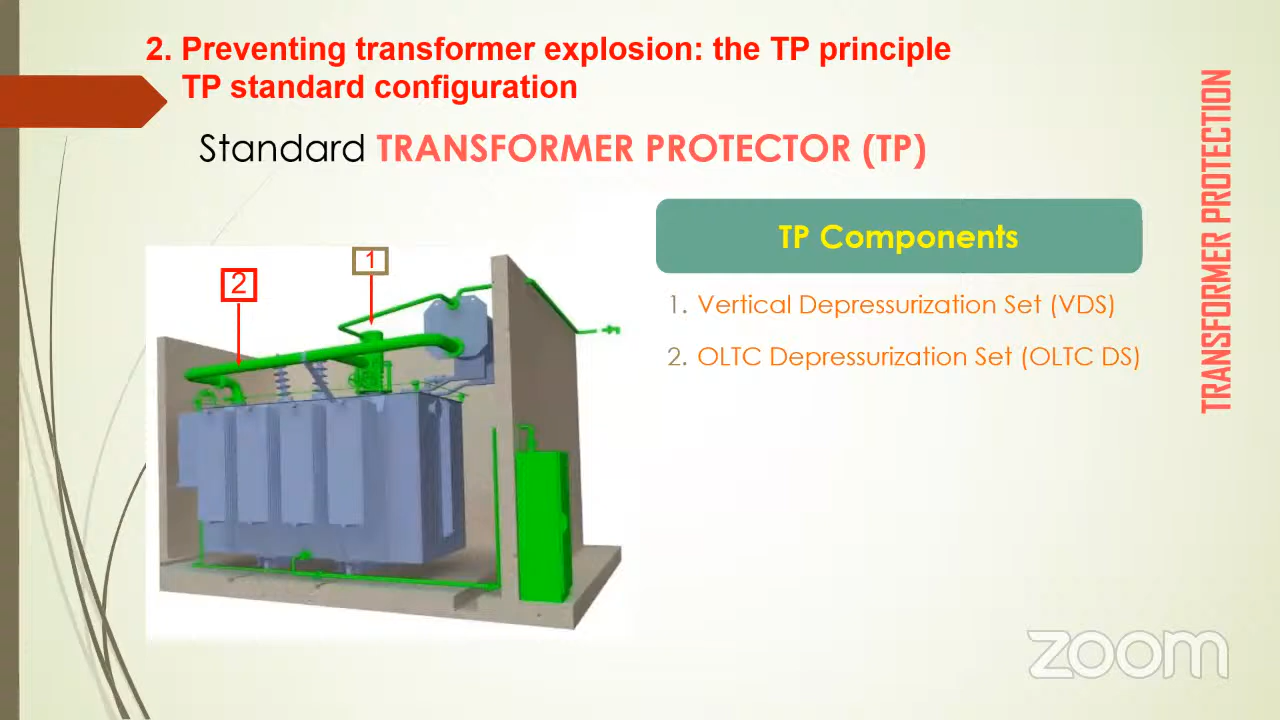 2. Preventing transformer explosion: the TP principle
TP standard configuration
Standard TRANSFORMER PROTECTOR (TP)
TP Components
1. Vertical Depressurization Set (VDS)
2. OLTC Depressurization Set (OLTC DS)
1
2
TRANSFORMER PROTECTION
zoom